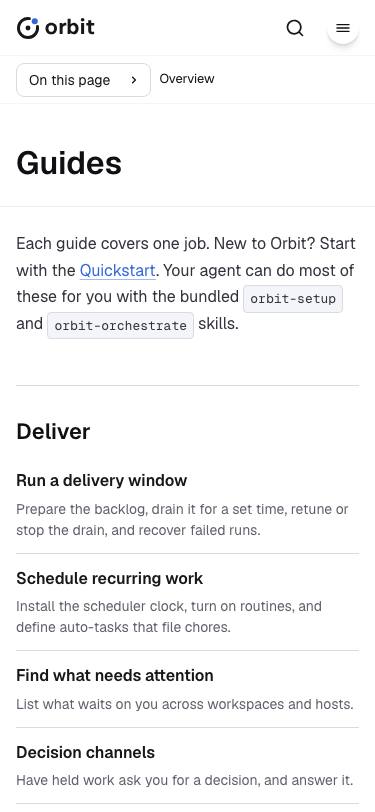 orbit
On this page
Overview
Guides
Each guide covers one job. New to Orbit? Start
with the Quickstart. Your agent can do most of
these for you with the bundled orbit-setup
and orbit-orchestrate skills.
Deliver
Run a delivery window
Prepare the backlog, drain it for a set time, retune or
stop the drain, and recover failed runs.
Schedule recurring work
Install the scheduler clock, turn on routines, and
define auto-tasks that file chores.
Find what needs attention
List what waits on you across workspaces and hosts.
Decision channels
Have held work ask you for a decision, and answer it.